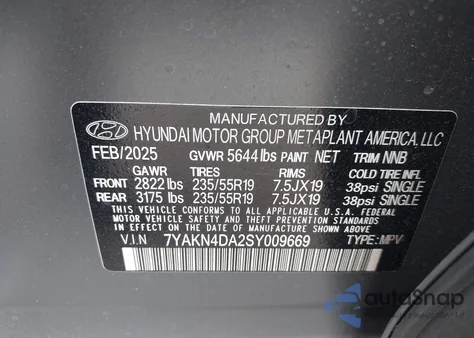 MANUFACTURED BY
HYUNDAI MOTOR GROUP METAPLANT AMERICA, LLC
FEB/2025 GVWR 5644 lbs PAINT NET TRIM NNB
GAWR TIRES RIMS COLD TIRE INFL
FRONT 2822 lbs 235/55R19 7.5JX19 38psi SINGLE
REAR 3175 lbs 235/55R19 7.5JX19 38psi SINGLE
THIS VEHICLE CONFORMS TO ALL APPLICABLE U.S. FEDERAL
MOTOR VEHICLE SAFETY AND THEFT PREVENTION STANDARDS
IN EFFECT ON THE DATE OF MANUFACTURE SHOWN ABOVE.
V.I.N 7YAKN4DA2SY009669 TYPE: MPV
autoSnap